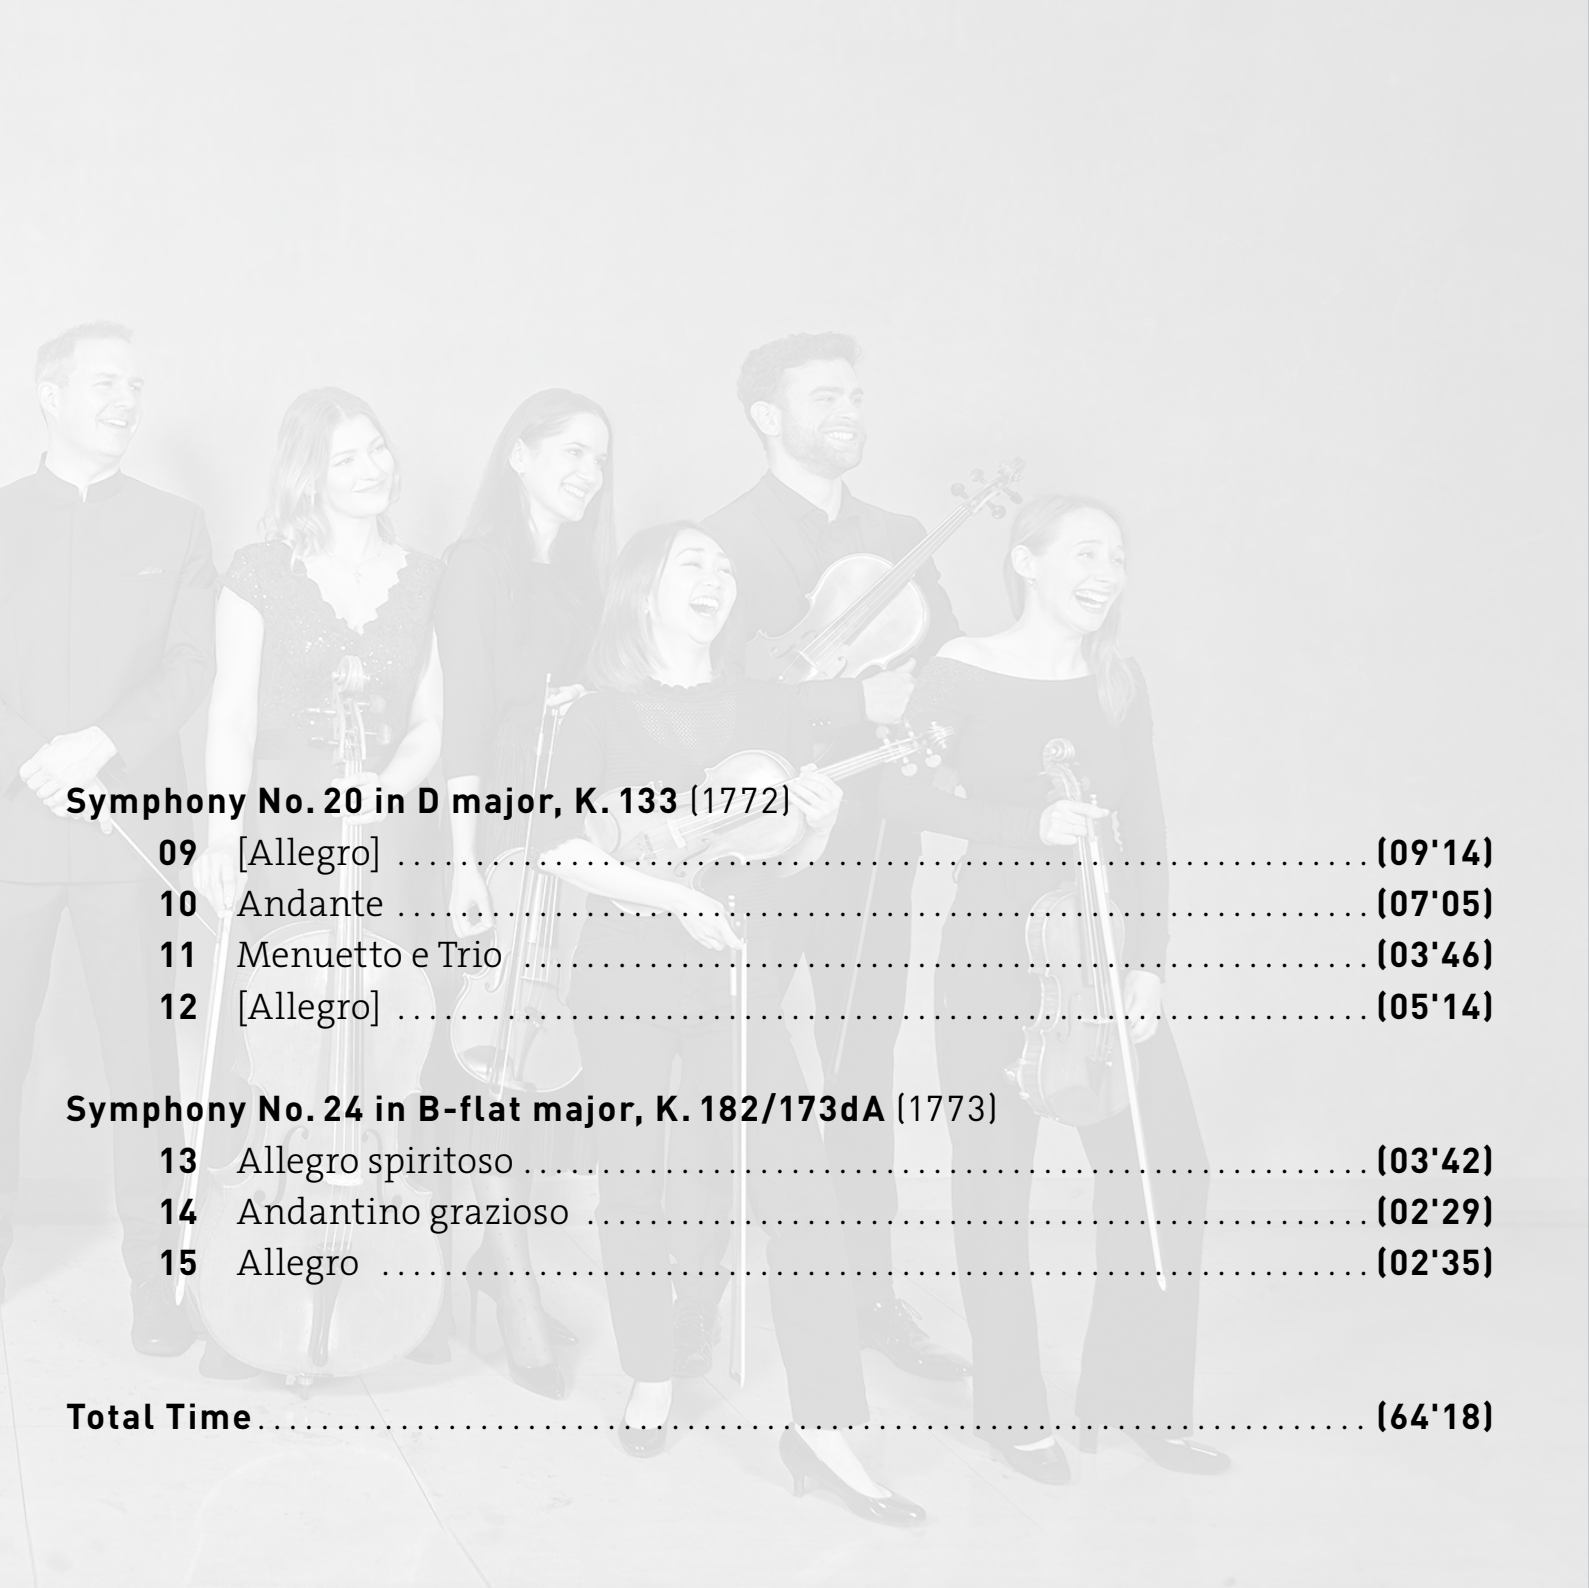 Symphony No. 20 in D major, K. 133 (1772)
09 [Allegro] (09'14)
10 Andante (07'05)
11 Menuetto e Trio (03'46)
12 [Allegro] (05'14)
Symphony No. 24 in B-flat major, K. 182/173dA (1773)
13 Allegro spiritoso (03'42)
14 Andantino grazioso (02'29)
15 Allegro (02'35)
Total Time (64'18)